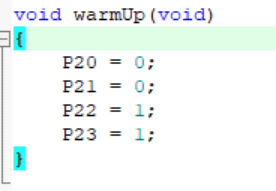 void warmUp(void)
{
    P20 = 0;
    P21 = 0;
    P22 = 1;
    P23 = 1;
}